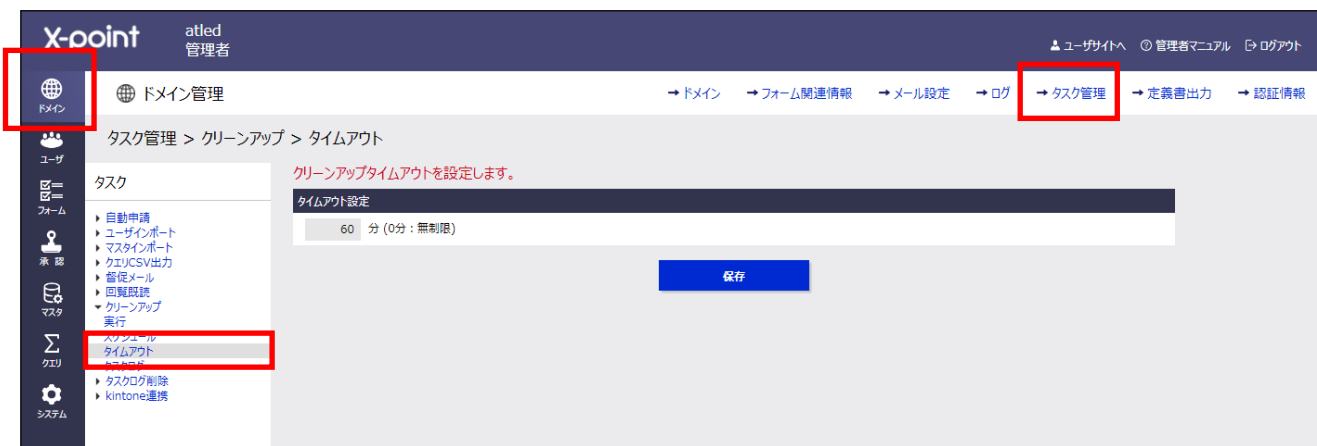 X-point
atled
管理者
ユーザサイトへ 管理者マニュアル ログアウト
ドメイン
ドメイン管理
→ドメイン →フォーム関連情報 →メール設定 →ログ →タスク管理 →定義書出力 →認証情報
タスク管理 > クリーンアップ > タイムアウト
ユーザ
フォーム
承 認
マスタ
クエリ
システム
タスク
自動申請
ユーザインポート
マスタインポート
クエリCSV出力
督促メール
回覧既読
クリーンアップ
実行
スケジュール
タイムアウト
タスクログ
タスクログ削除
kintone連携
クリーンアップタイムアウトを設定します。
タイムアウト設定
60 分 (0分：無制限)
保存